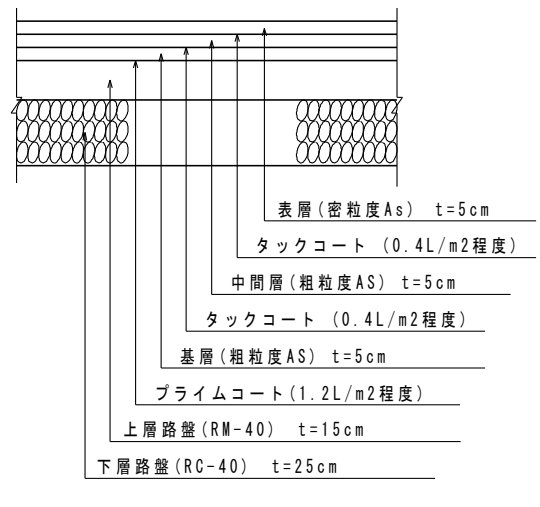 表層(密粒度As) t=5cm
タックコート (0.4L/m2程度)
中間層(粗粒度AS) t=5cm
タックコート (0.4L/m2程度)
基層(粗粒度AS) t=5cm
プライムコート(1.2L/m2程度)
上層路盤(RM-40) t=15cm
下層路盤(RC-40) t=25cm